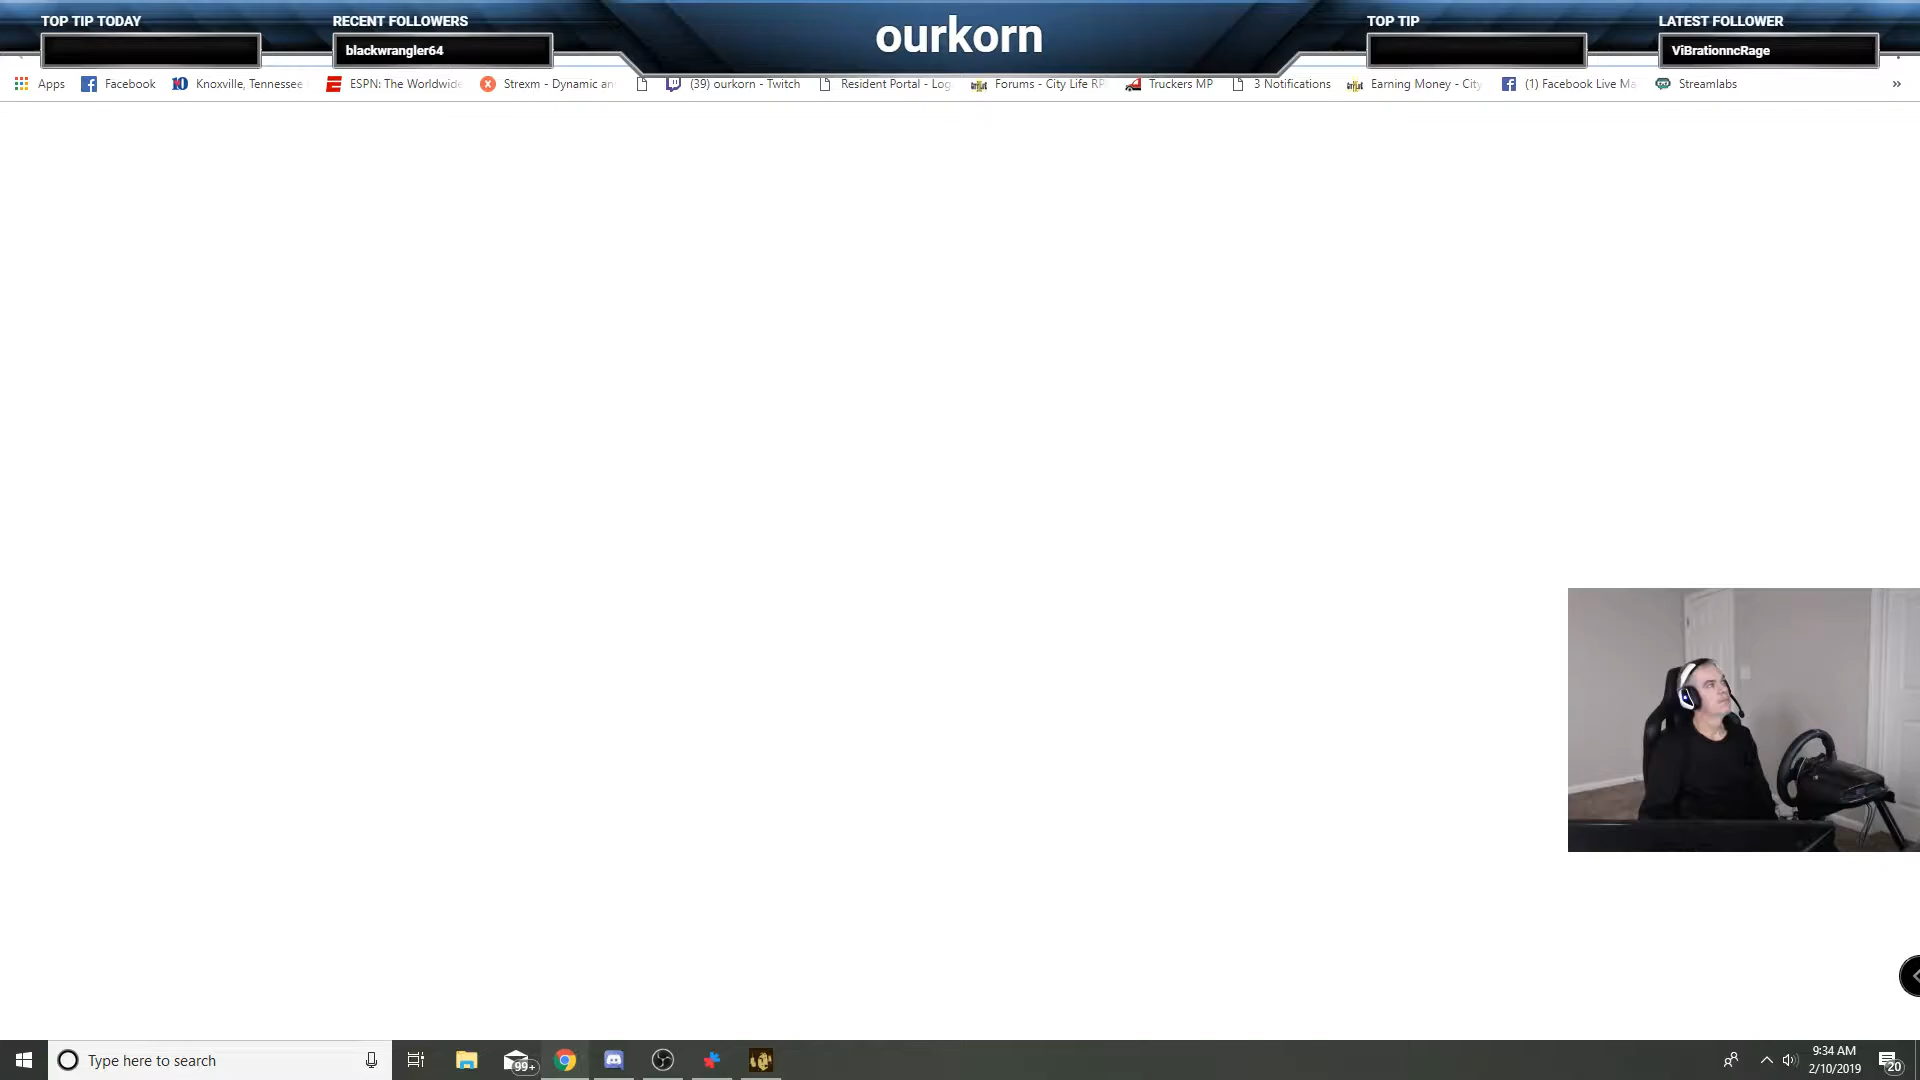 TOP TIP TODAY
RECENT FOLLOWERS
blackwrangler64
ourkorn
TOP TIP
LATEST FOLLOWER
ViBrationncRage
Apps
Facebook
Knoxville, Tennessee
ESPN: The Worldwide
Strexm - Dynamic an
(39) ourkorn - Twitch
Resident Portal - Log
Forums - City Life RP
Truckers MP
3 Notifications
Earning Money - City
(1) Facebook Live Ma
Streamlabs
»
Type here to search
99+
9:34 AM
2/10/2019
20